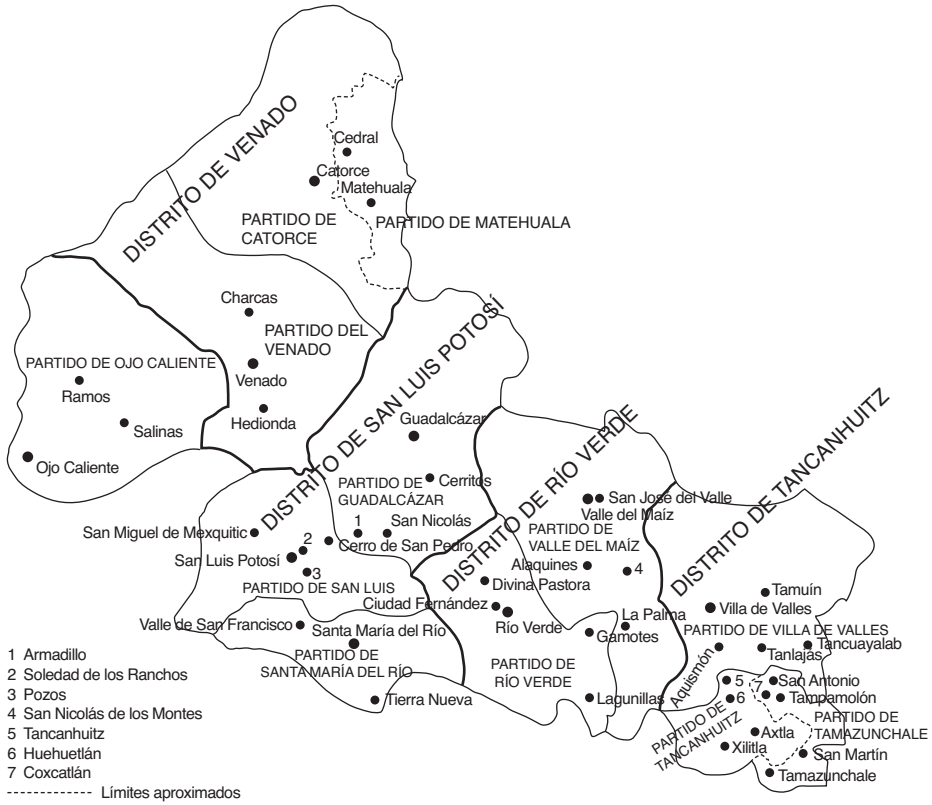 DISTRITO DE VENADO
Cedral
Catorce
Matehuala
PARTIDO DE
CATORCE
PARTIDO DE MATEHUALA
Charcas
PARTIDO DEL
VENADO
Venado
Hedionda
PARTIDO DE OJO CALIENTE
Ramos
Salinas
Ojo Caliente
DISTRITO DE SAN LUIS POTOSÍ
Guadalcázar
Cerritos
PARTIDO DE
GUADALCÁZAR
1
San Nicolás
San Miguel de Mexquitic
2
Cerro de San Pedro
San Luis Potosí
3
PARTIDO DE SAN LUIS
Valle de San Francisco
Santa María del Río
PARTIDO DE
SANTA MARÍA DEL RÍO
Tierra Nueva
DISTRITO DE RÍO VERDE
San José del Valle
Valle del Maíz
PARTIDO DE
VALLE DEL MAÍZ
Alaquines
4
Divina Pastora
Ciudad Fernández
Río Verde
La Palma
Gamotes
PARTIDO DE
RÍO VERDE
Lagunillas
DISTRITO DE TANCANHUITZ
Tamuín
Villa de Valles
PARTIDO DE VILLA DE VALLES
Tancuayalab
Tanlajás
Aquismón
5
San Antonio
6
7
Tampamolón
PARTIDO DE
TANCANHUITZ
PARTIDO DE
TAMAZUNCHALE
Axtla
Xilitla
San Martín
Tamazunchale
1 Armadillo
2 Soledad de los Ranchos
3 Pozos
4 San Nicolás de los Montes
5 Tancanhuitz
6 Huehuetlán
7 Coxcatlán
Límites aproximados